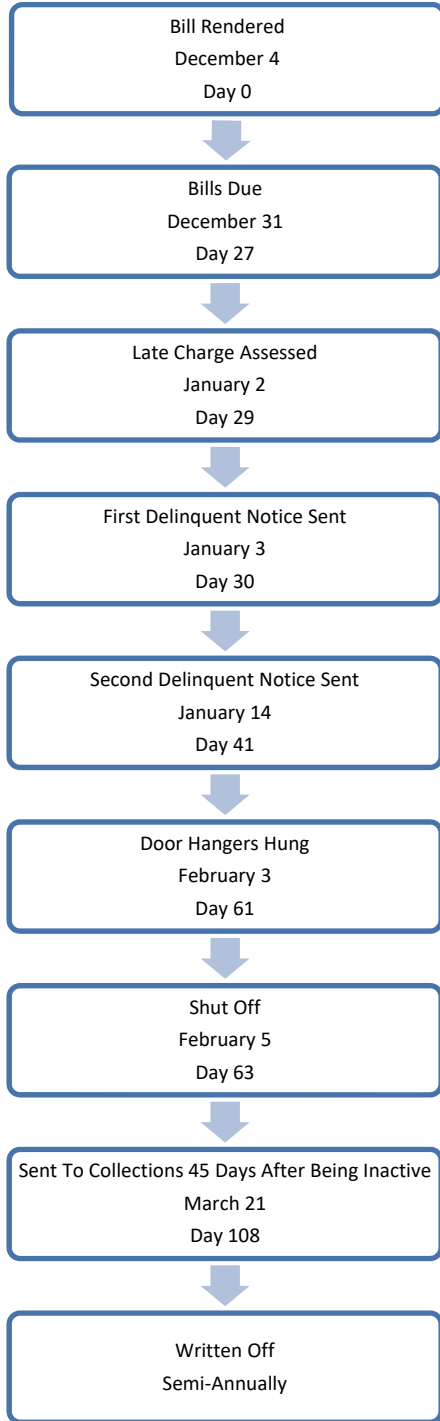 Bill Rendered
December 4
Day 0
Bills Due
December 31
Day 27
Late Charge Assessed
January 2
Day 29
First Delinquent Notice Sent
January 3
Day 30
Second Delinquent Notice Sent
January 14
Day 41
Door Hangers Hung
February 3
Day 61
Shut Off
February 5
Day 63
Sent To Collections 45 Days After Being Inactive
March 21
Day 108
Written Off
Semi-Annually